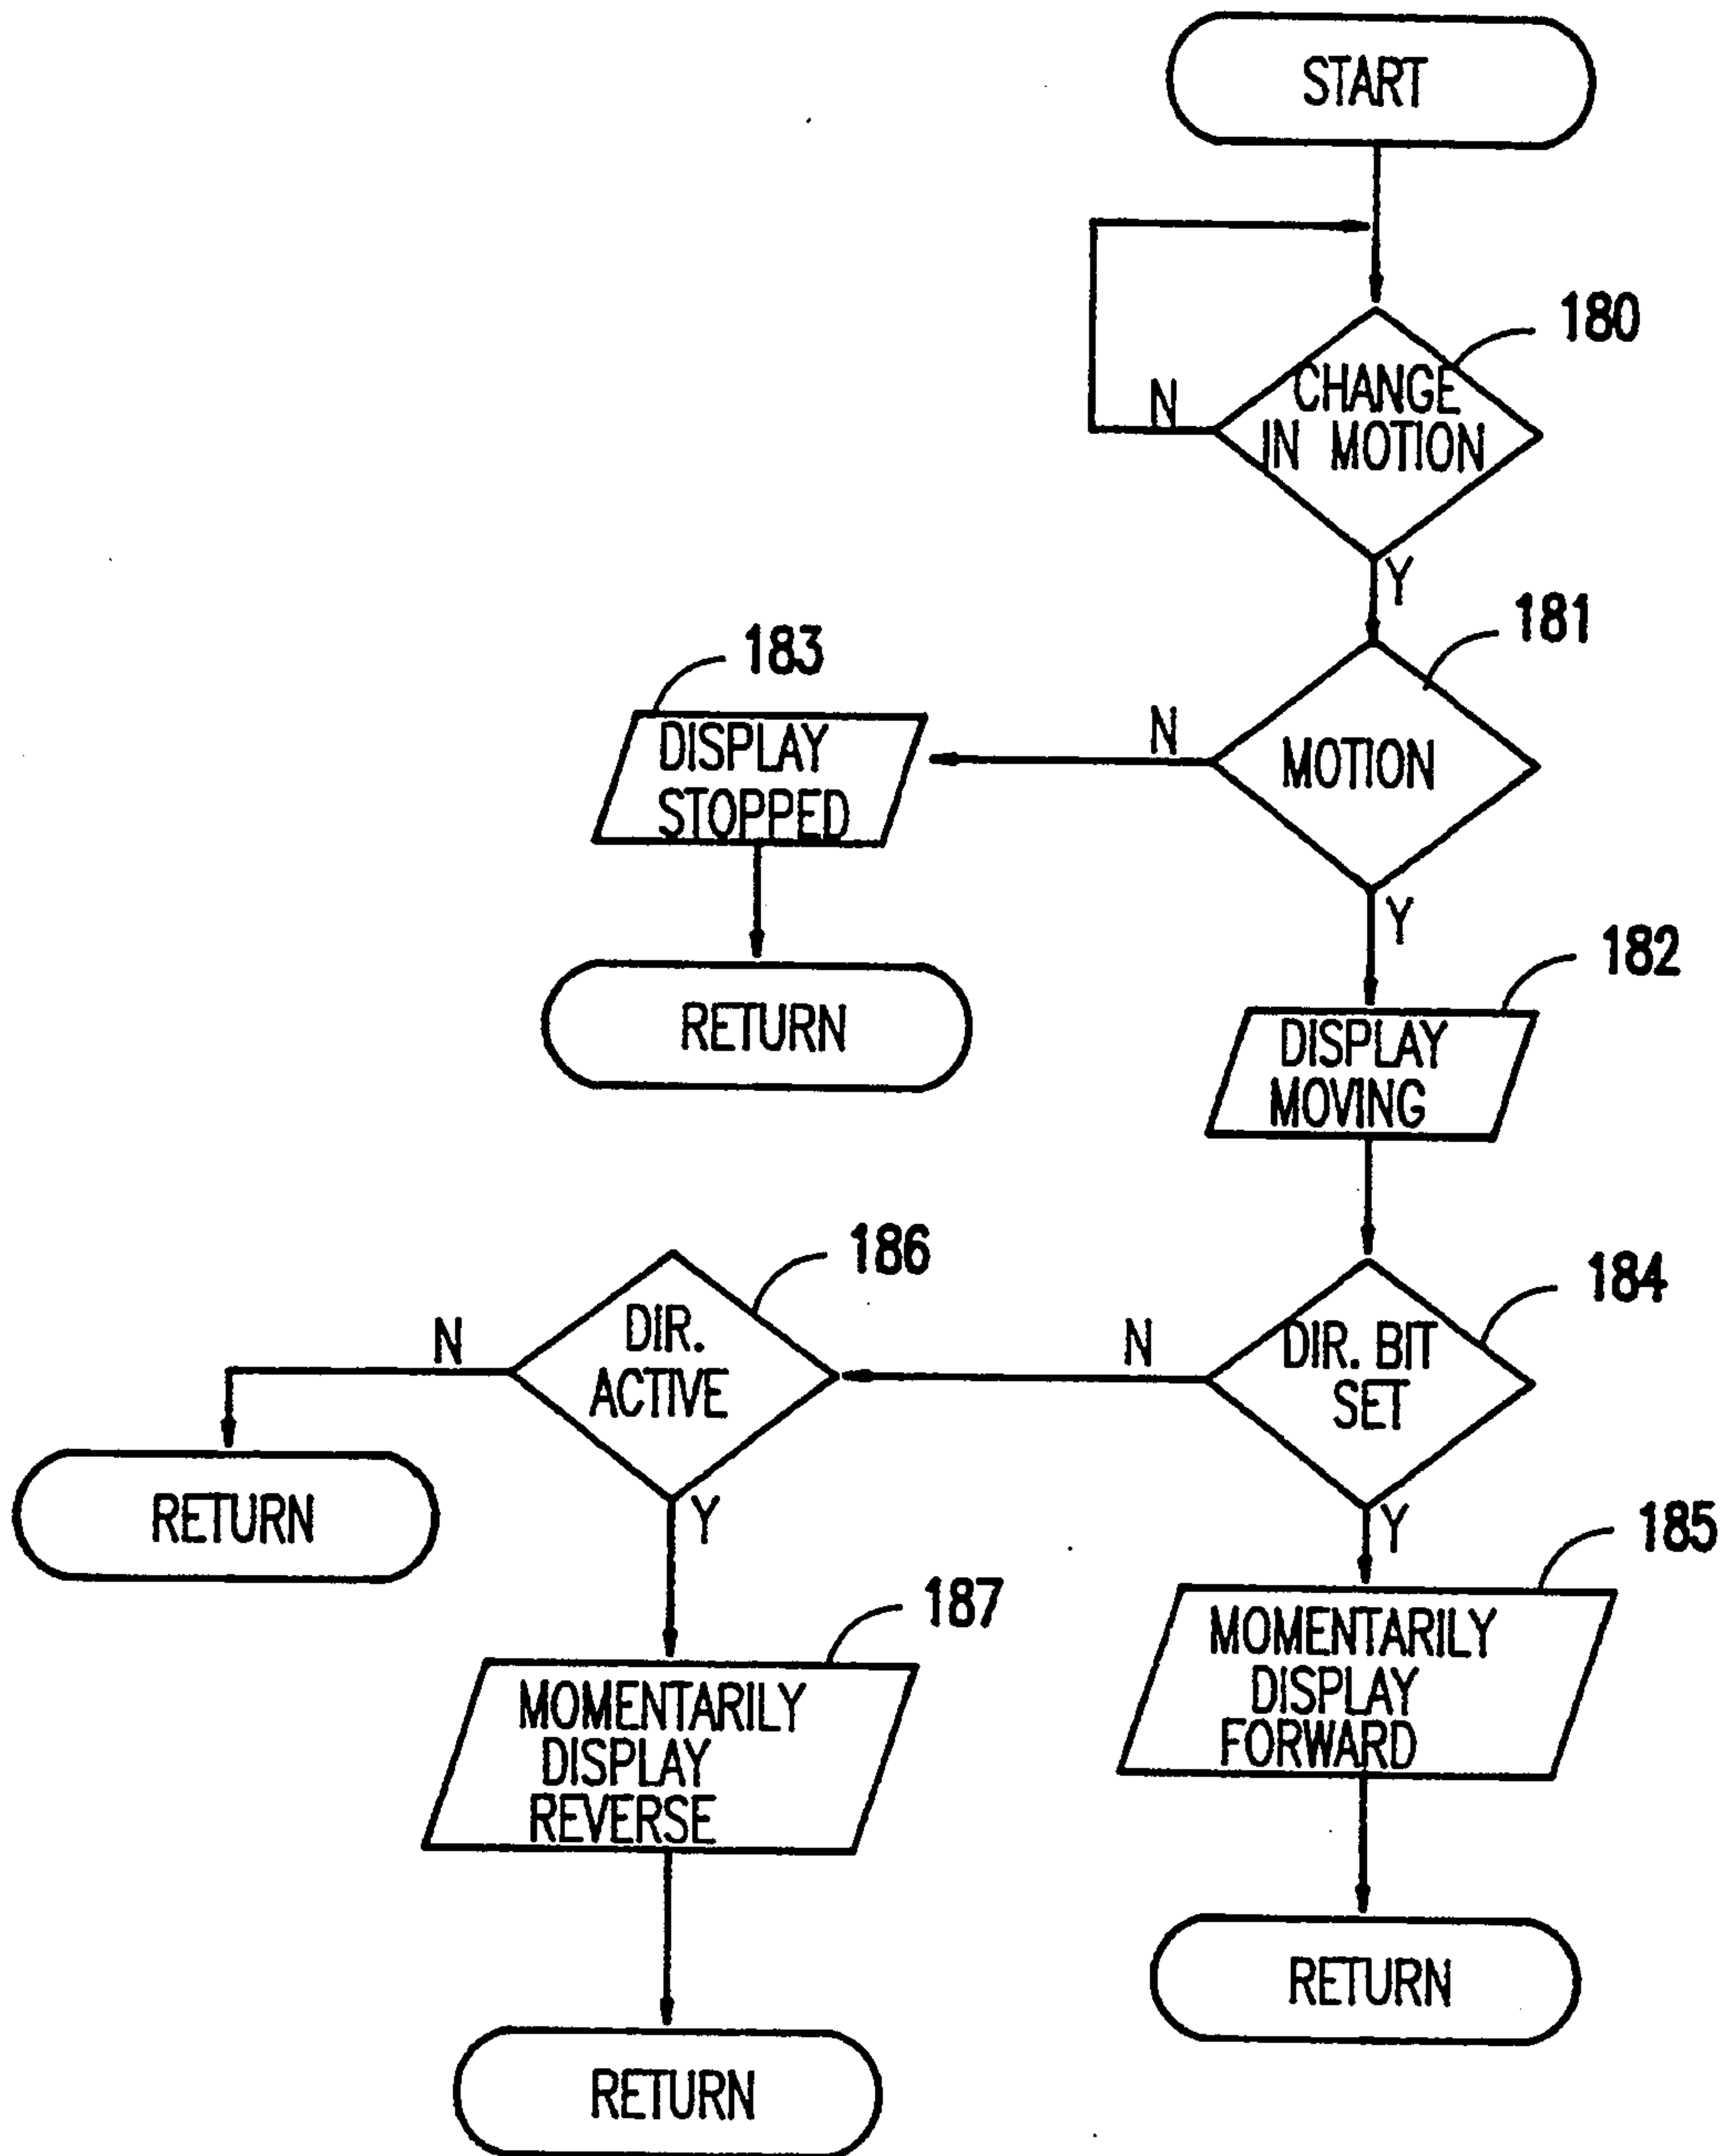 START
180
CHANGE
IN MOTION
N
Y
181
183
DISPLAY
STOPPED
N
MOTION
Y
RETURN
182
DISPLAY
MOVING
186
184
N
DIR.
ACTIVE
N
DIR. BIT
SET
RETURN
Y
Y
185
187
MOMENTARILY
DISPLAY
FORWARD
MOMENTARILY
DISPLAY
REVERSE
RETURN
RETURN